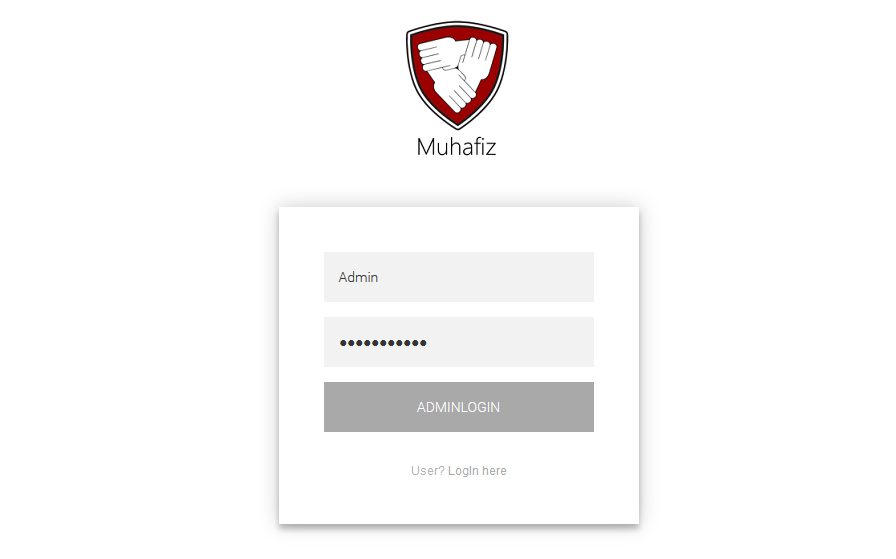 Muhafiz
Admin
●●●●●●●●●●●
ADMINLOGIN
User? LogIn here